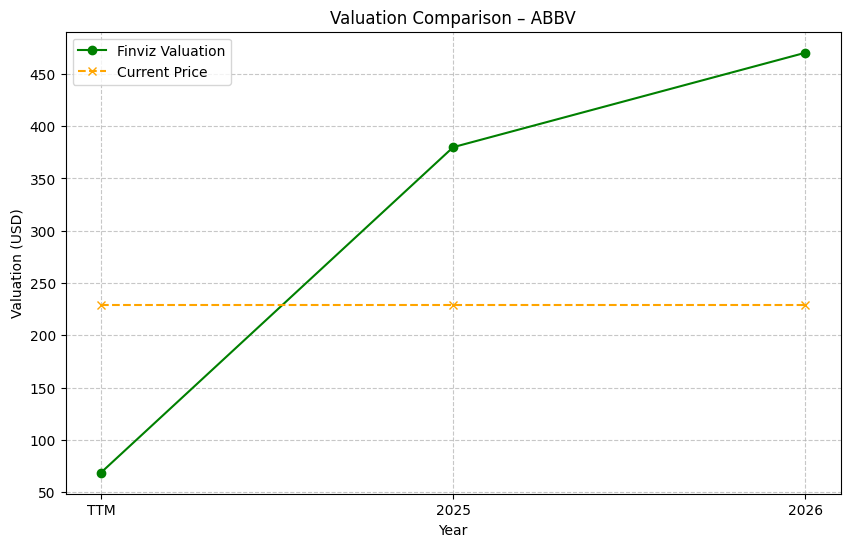 Valuation Comparison – ABBV
Finviz Valuation
Current Price
Valuation (USD)
450
400
350
300
250
200
150
100
50
TTM
2025
2026
Year